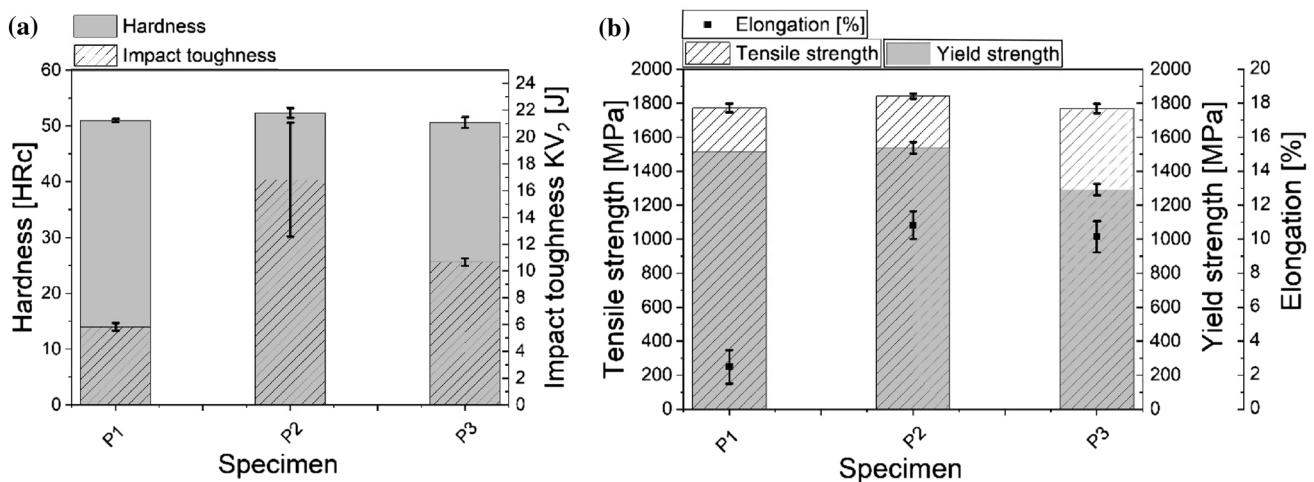 (a)
Hardness
Impact toughness
60
50
40
30
20
10
0
Hardness [HRc]
24
22
20
18
16
14
12
10
8
6
4
2
0
Impact toughness KV2 [J]
P1
P2
P3
Specimen
(b)
Elongation [%]
Tensile strength
Yield strength
2000
1800
1600
1400
1200
1000
800
600
400
200
0
Tensile strength [MPa]
2000
1800
1600
1400
1200
1000
800
600
400
200
0
Yield strength [MPa]
20
18
16
14
12
10
8
6
4
2
0
Elongation [%]
P1
P2
P3
Specimen